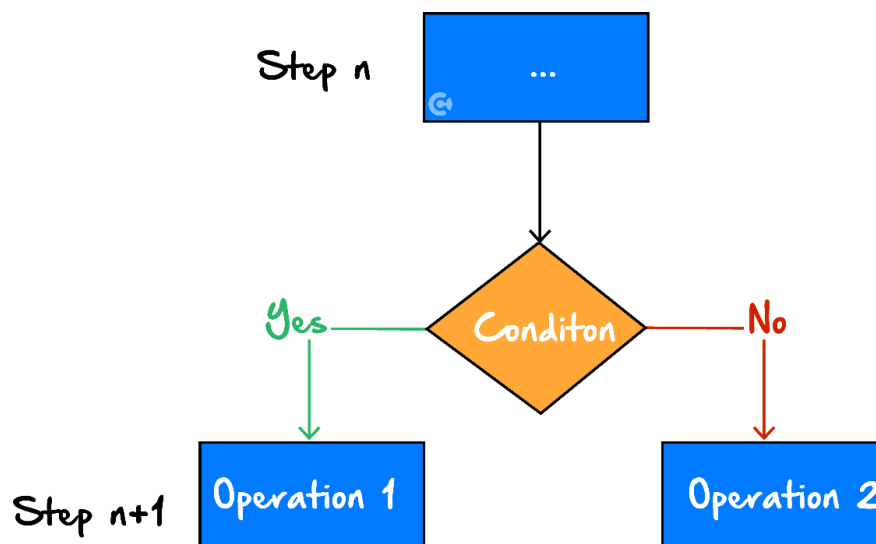 Step n
...
Conditon
Yes
No
Operation 1
Operation 2
Step n+1